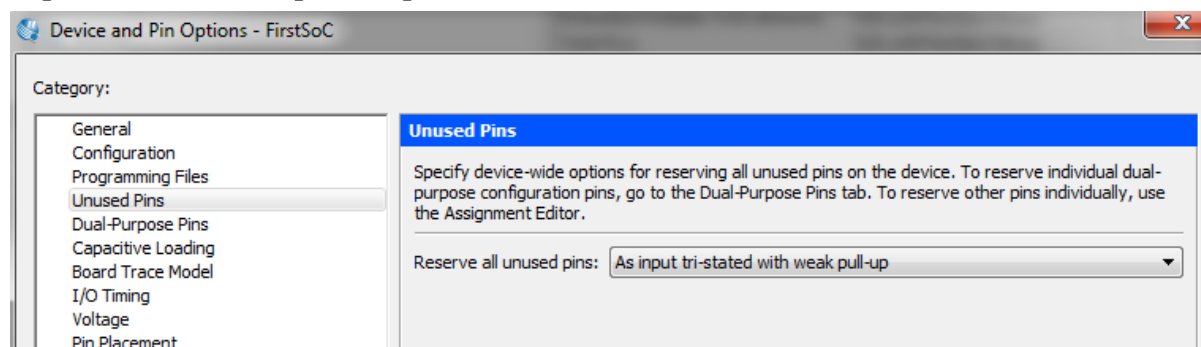 Device and Pin Options - FirstSoC
Category:
General
Configuration
Programming Files
Unused Pins
Dual-Purpose Pins
Capacitive Loading
Board Trace Model
I/O Timing
Voltage
Pin Placement
Unused Pins
Specify device-wide options for reserving all unused pins on the device. To reserve individual dual-
purpose configuration pins, go to the Dual-Purpose Pins tab. To reserve other pins individually, use
the Assignment Editor.
Reserve all unused pins: As input tri-stated with weak pull-up